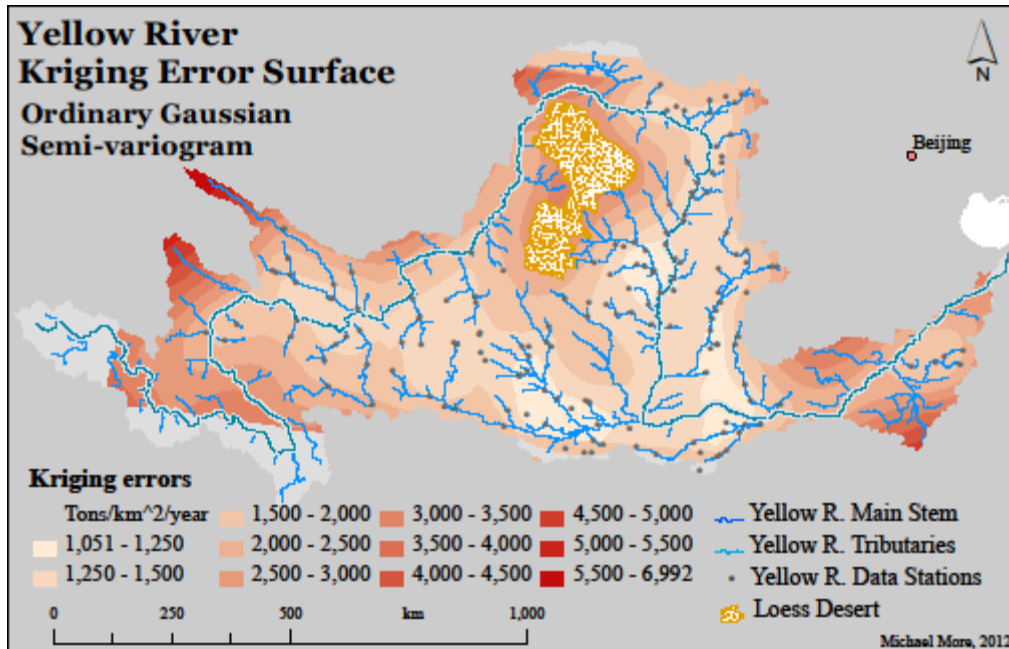 Yellow River
Kriging Error Surface
Ordinary Gaussian
Semi-variogram
N
Beijing
Kriging errors
Tons/km^2/year
1,051 - 1,250
1,250 - 1,500
1,500 - 2,000
2,000 - 2,500
2,500 - 3,000
3,000 - 3,500
3,500 - 4,000
4,000 - 4,500
4,500 - 5,000
5,000 - 5,500
5,500 - 6,992
Yellow R. Main Stem
Yellow R. Tributaries
Yellow R. Data Stations
Loess Desert
0 250 500 km 1,000
Michael More, 2012